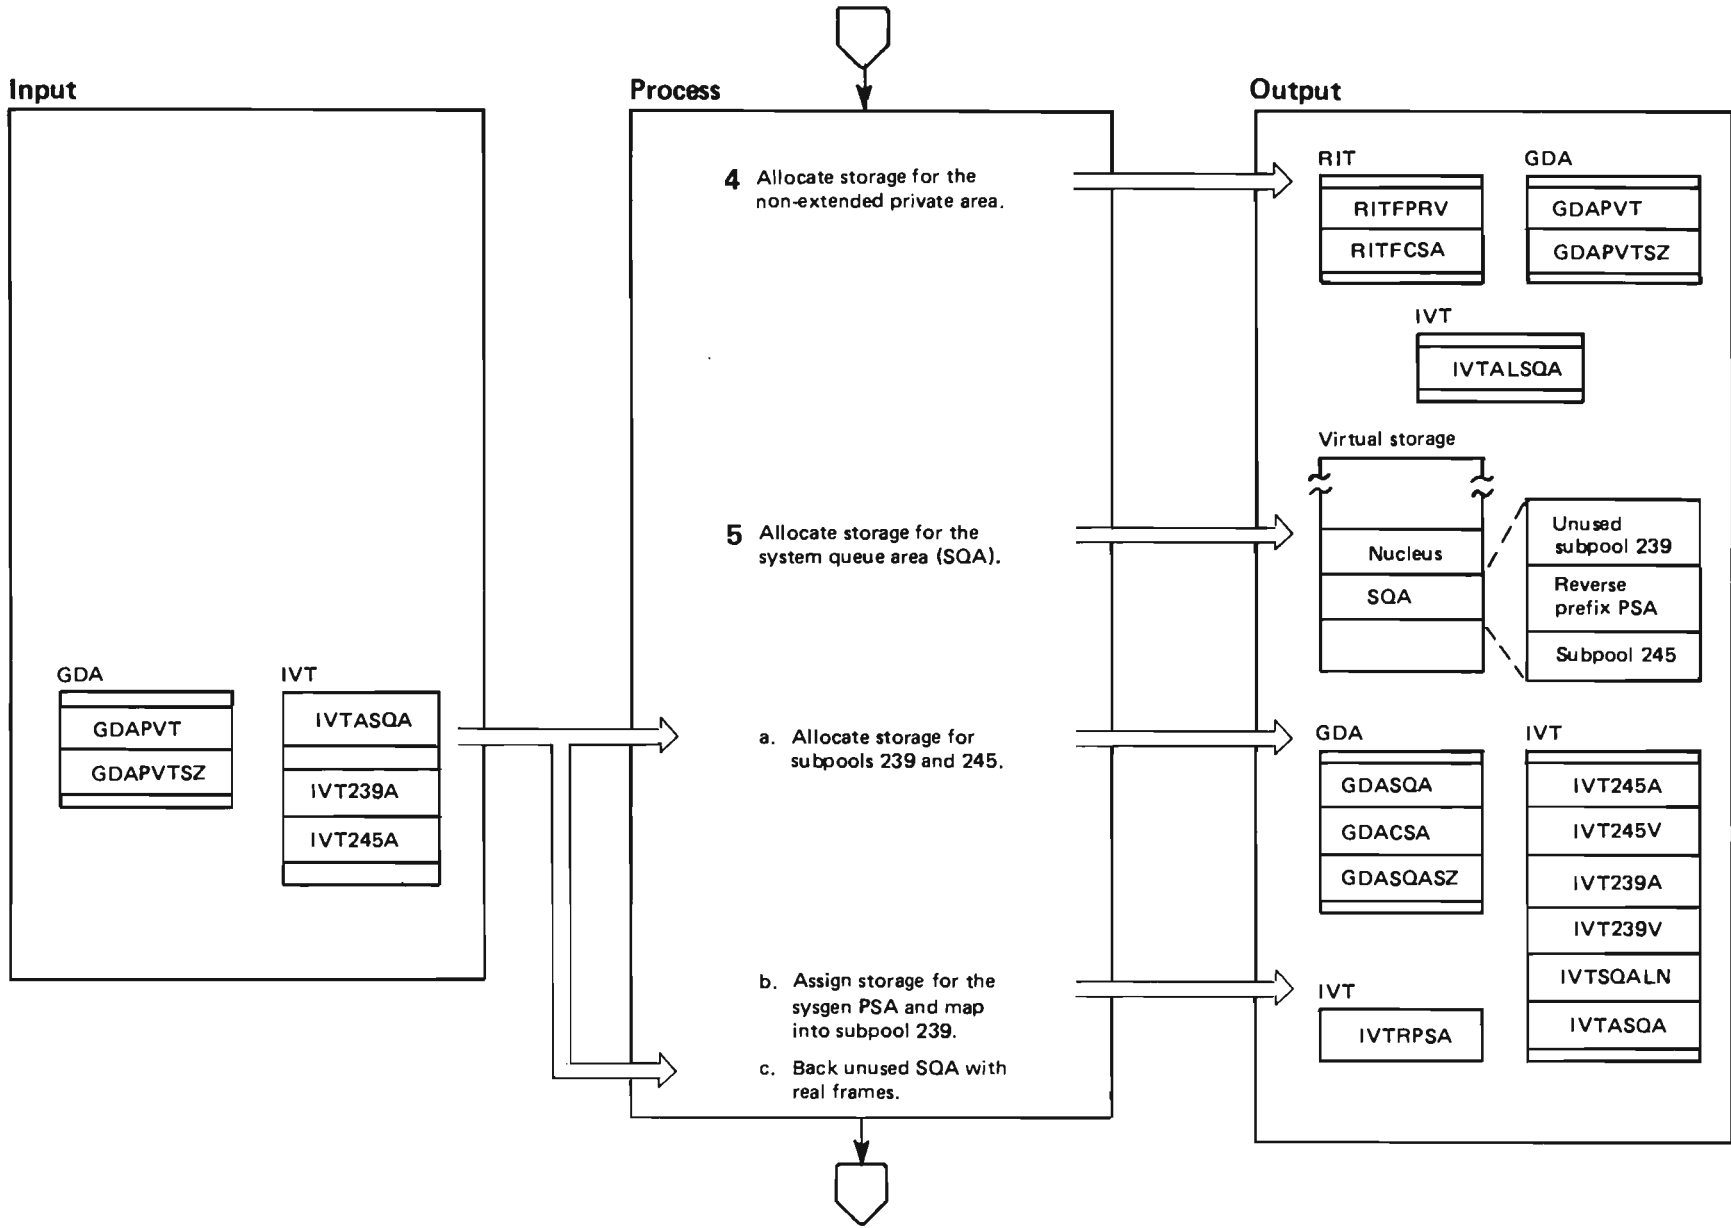 Input
GDA
GDAPVT
GDAPVTSZ
IVT
IVTASQA
IVT239A
IVT245A
Process
4 Allocate storage for the
non-extended private area.
5 Allocate storage for the
system queue area (SQA).
a. Allocate storage for
subpools 239 and 245.
b. Assign storage for the
sysgen PSA and map
into subpool 239.
c. Back unused SQA with
real frames.
Output
RIT
RITFPRV
RITFCSA
GDA
GDAPVT
GDAPVTSZ
IVT
IVTALSQA
Virtual storage
Nucleus
SQA
Unused
subpool 239
Reverse
prefix PSA
Subpool 245
GDA
GDASQA
GDACSA
GDASQASZ
IVT
IVT245A
IVT245V
IVT239A
IVT239V
IVTSQALN
IVTASQA
IVT
IVTRPSA